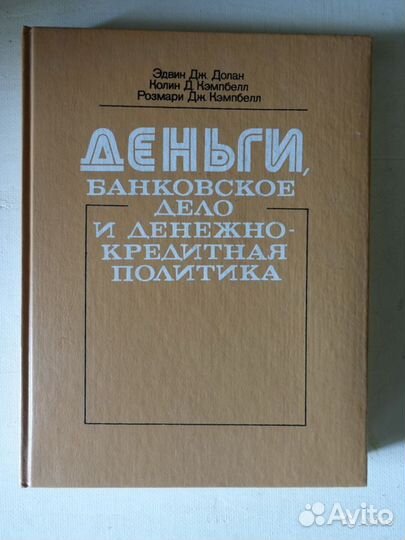 Эдвин Дж. Долан
Колин Д. Кэмпбелл
Розмари Дж. Кэмпбелл
ДЕНЬГИ,
БАНКОВСКОЕ
ДЕЛО
И ДЕНЕЖНО-
КРЕДИТНАЯ
ПОЛИТИКА
Avito